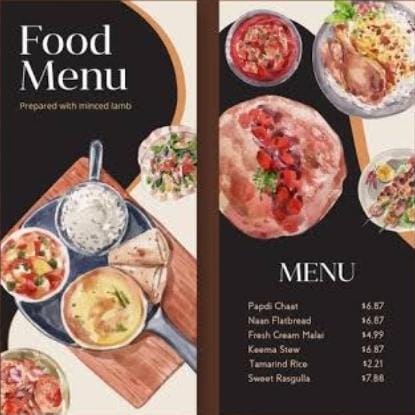 Food
Menu
Prepared with minced lamb
MENU
Papdi Chaat $6.87
Naan Flatbread $6.87
Fresh Cream Malai $4.99
Keema Stew $6.87
Tamarind Rice $2.21
Sweet Rasgulla $7.88